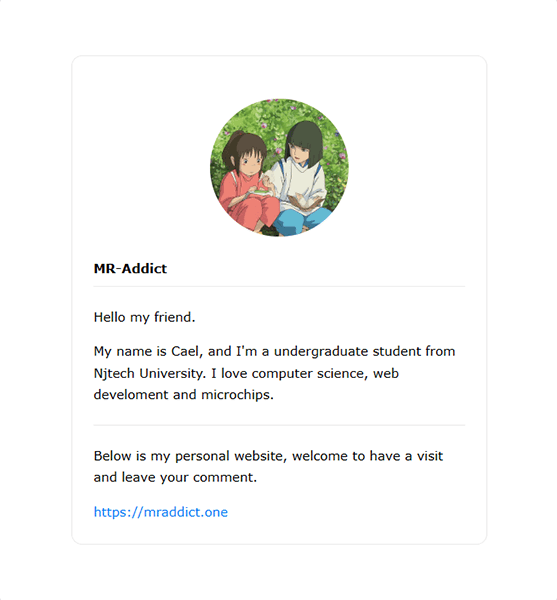 MR-Addict
Hello my friend.
My name is Cael, and I'm a undergraduate student from
Njtech University. I love computer science, web
develoment and microchips.
Below is my personal website, welcome to have a visit
and leave your comment.
https://mraddict.one